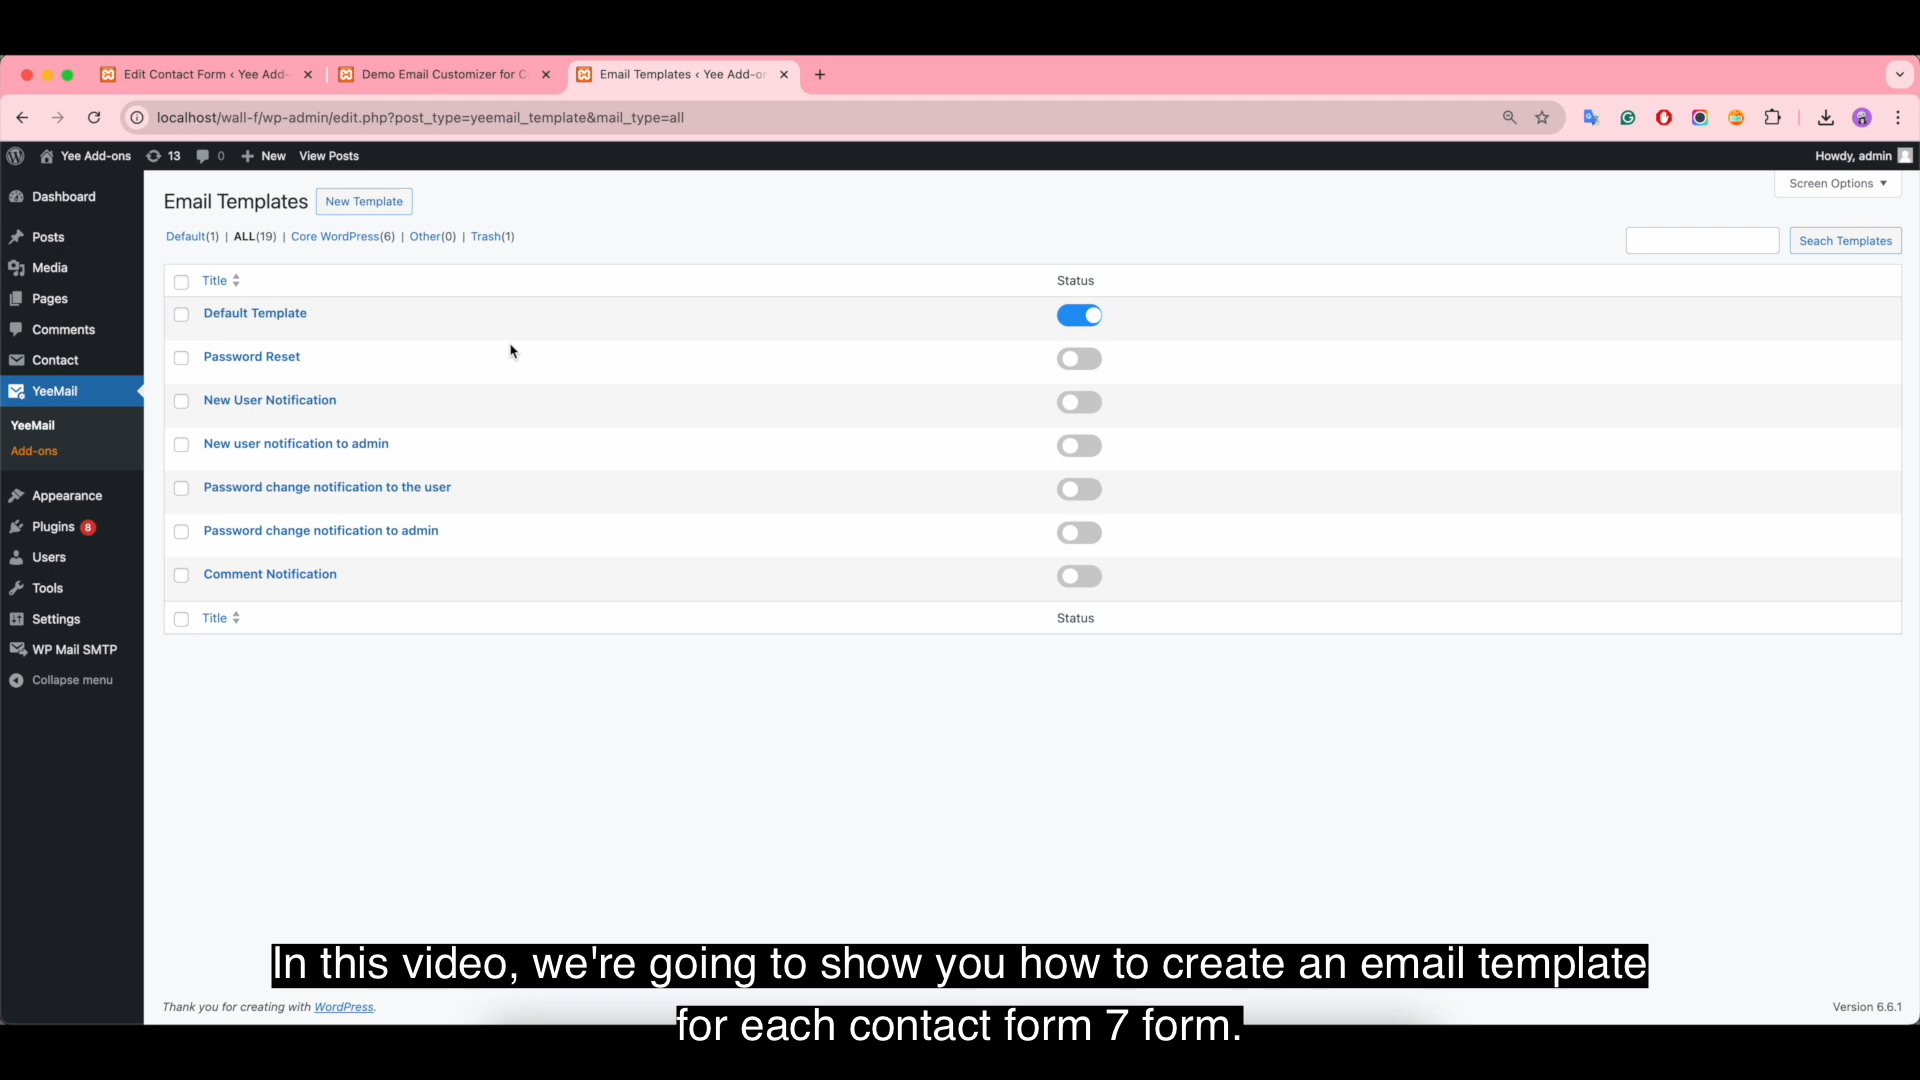 Edit Contact Form ‹ Yee Add-
Demo Email Customizer for C
Email Templates ‹ Yee Add-on
localhost/wall-f/wp-admin/edit.php?post_type=yeemail_template&mail_type=all
Yee Add-ons
13
0
New
View Posts
Howdy, admin
Screen Options
Dashboard
Posts
Media
Pages
Comments
Contact
YeeMail
YeeMail
Add-ons
Appearance
Plugins 8
Users
Tools
Settings
WP Mail SMTP
Collapse menu
Email Templates
New Template
Default(1) | ALL(19) | Core WordPress(6) | Other(0) | Trash(1)
Seach Templates
Title Status
Default Template
Password Reset
New User Notification
New user notification to admin
Password change notification to the user
Password change notification to admin
Comment Notification
Title Status
In this video, we're going to show you how to create an email template
Thank you for creating with WordPress.
Version 6.6.1
for each contact form 7 form.